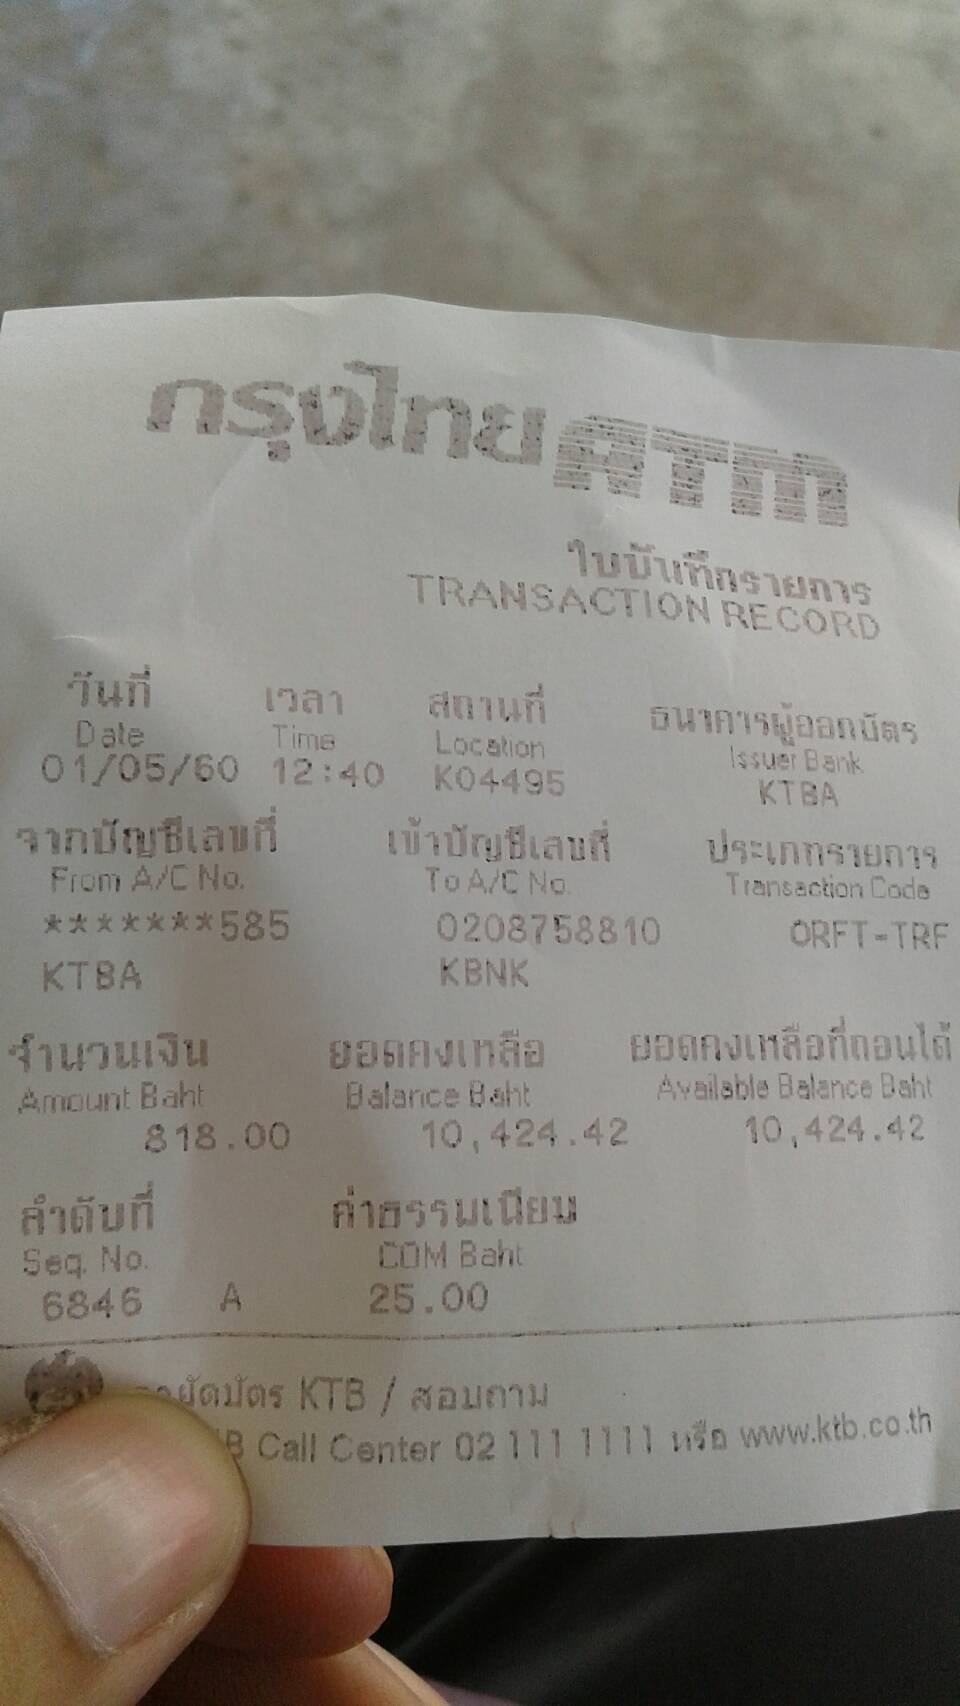 กรุงไทย ATM
ใบบันทึกรายการ
TRANSACTION RECORD
วันที่ เวลา สถานที่ ธนาคารผู้ออกบัตร
Date Time Location Issuer Bank
01/05/60 12:40 K04495 KTBA
จากบัญชีเลขที่ เข้าบัญชีเลขที่ ประเภทรายการ
From A/C No. To A/C No. Transaction Code
*******585 0208758810 ORFT-TRF
KTBA KBNK
จำนวนเงิน ยอดคงเหลือ ยอดคงเหลือที่ถอนได้
Amount Baht Balance Baht Available Balance Baht
818.00 10,424.42 10,424.42
ลำดับที่ ค่าธรรมเนียม
Seq. No. COM Baht
6846 A 25.00
บัตร KTB / สอบถาม
Call Center 02 111 1111 หรือ www.ktb.co.th